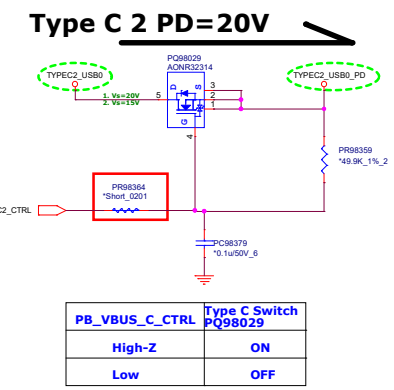 Type C 2 PD=20V
PQ98029
AONR32314
TYPEC2_USB0
TYPEC2_USB0_PD
1. Vs=20V
2. Vs=15V
5
D
S
3
2
1
G
4
PR98359
*49.9K_1%_2
PR98364
*Short_0201
C2_CTRL
PC98379
*0.1u/50V_6
PB_VBUS_C_CTRL
Type C Switch
PQ98029
High-Z
ON
Low
OFF